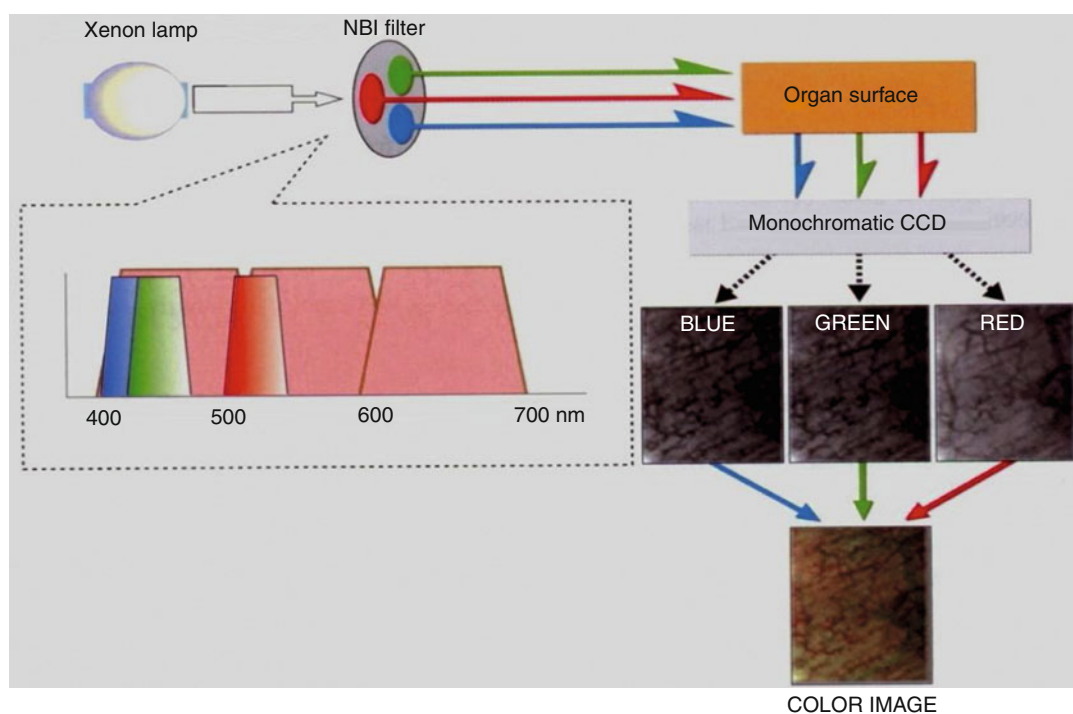 Xenon lamp
NBI filter
Organ surface
Monochromatic CCD
BLUE
GREEN
RED
400
500
600
700 nm
COLOR IMAGE